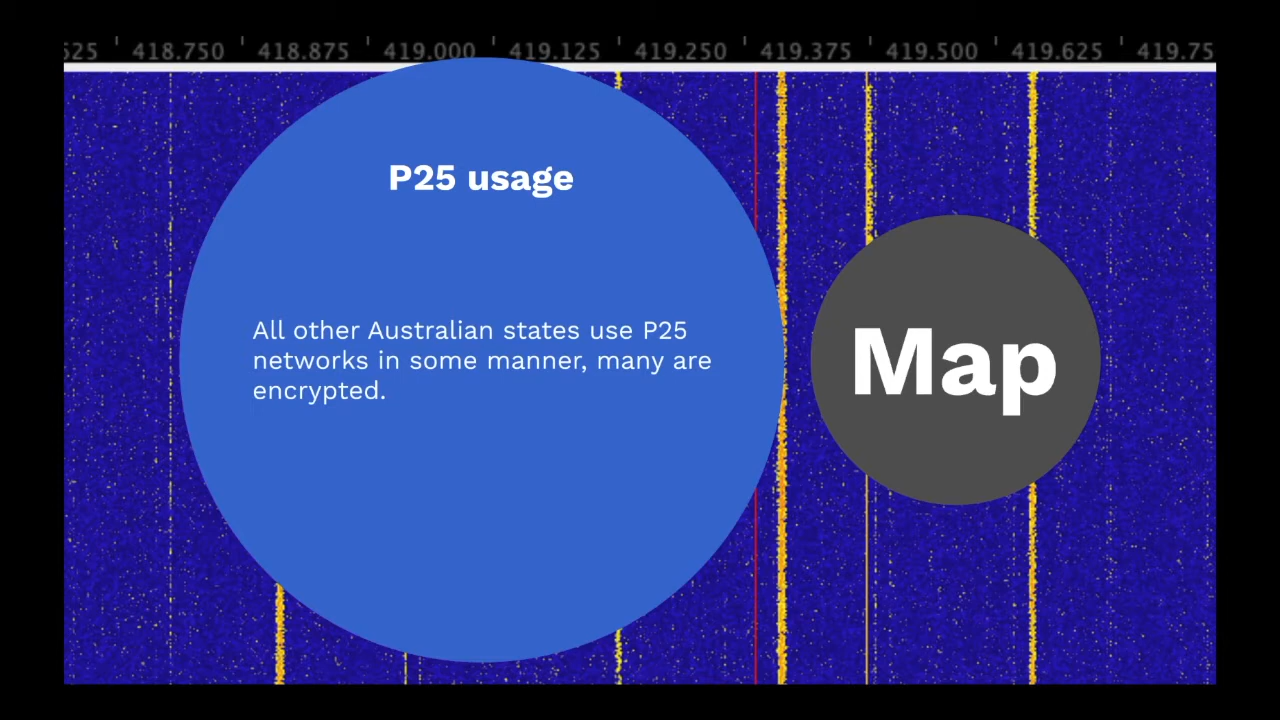 525 418.750 418.875 419.000 419.125 419.250 419.375 419.500 419.625 419.75
P25 usage
All other Australian states use P25
networks in some manner, many are
encrypted.
Map